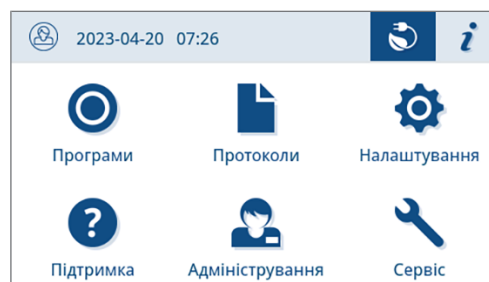 2023-04-20 07:26
i
Програми Протоколи Налаштування
?
Підтримка Адміністрування Сервіс